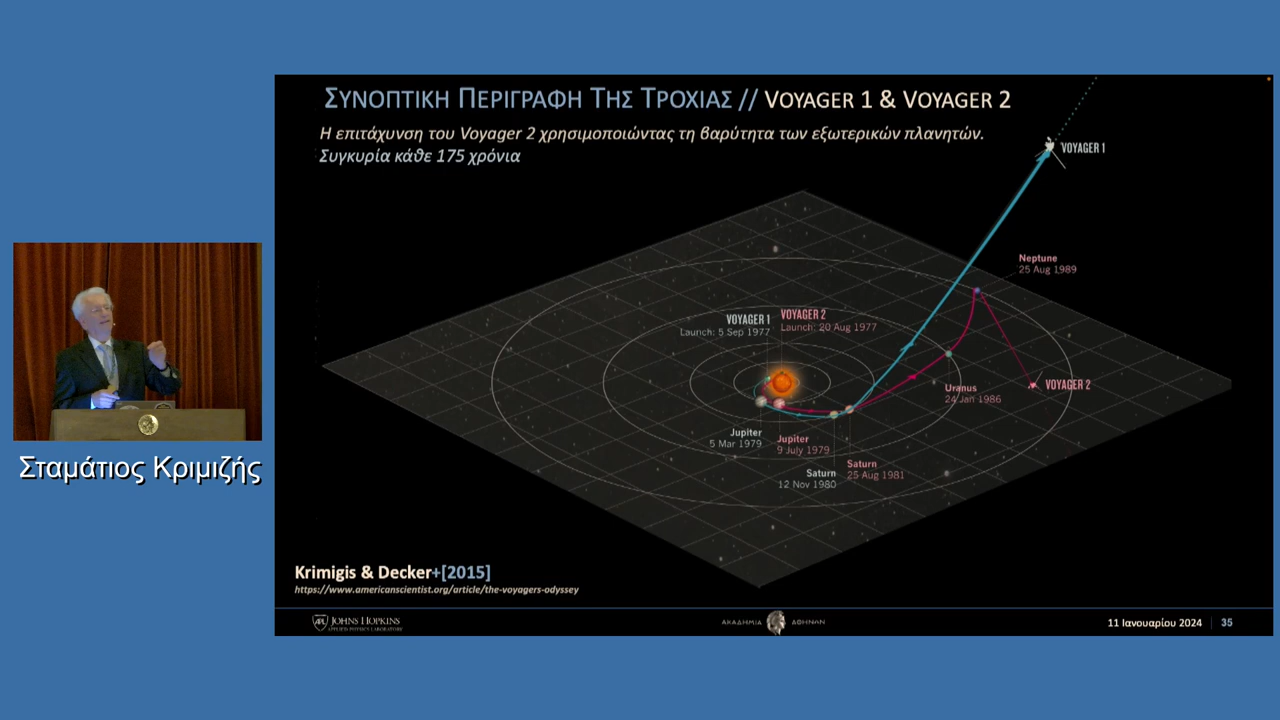 ΣΥΝΟΠΤΙΚΗ ΠΕΡΙΓΡΑΦΗ ΤΗΣ ΤΡΟΧΙΑΣ // VOYAGER 1 & VOYAGER 2
Η επιτάχυνση του Voyager 2 χρησιμοποιώντας τη βαρύτητα των εξωτερικών πλανητών.
Συγκυρία κάθε 175 χρόνια
VOYAGER 1
Neptune
25 Aug 1989
VOYAGER 1
Launch: 5 Sep 1977
VOYAGER 2
Launch: 20 Aug 1977
Uranus
24 Jan 1986
VOYAGER 2
Jupiter
5 Mar 1979
Jupiter
9 July 1979
Saturn
12 Nov 1980
Saturn
25 Aug 1981
Σταμάτιος Κριμιζής
Krimigis & Decker+[2015]
https://www.americanscientist.org/article/the-voyagers-odyssey
APL JOHNS HOPKINS
APPLIED PHYSICS LABORATORY
ΑΚΑΔΗΜΙΑ ΑΘΗΝΩΝ
11 Ιανουαρίου 2024 35